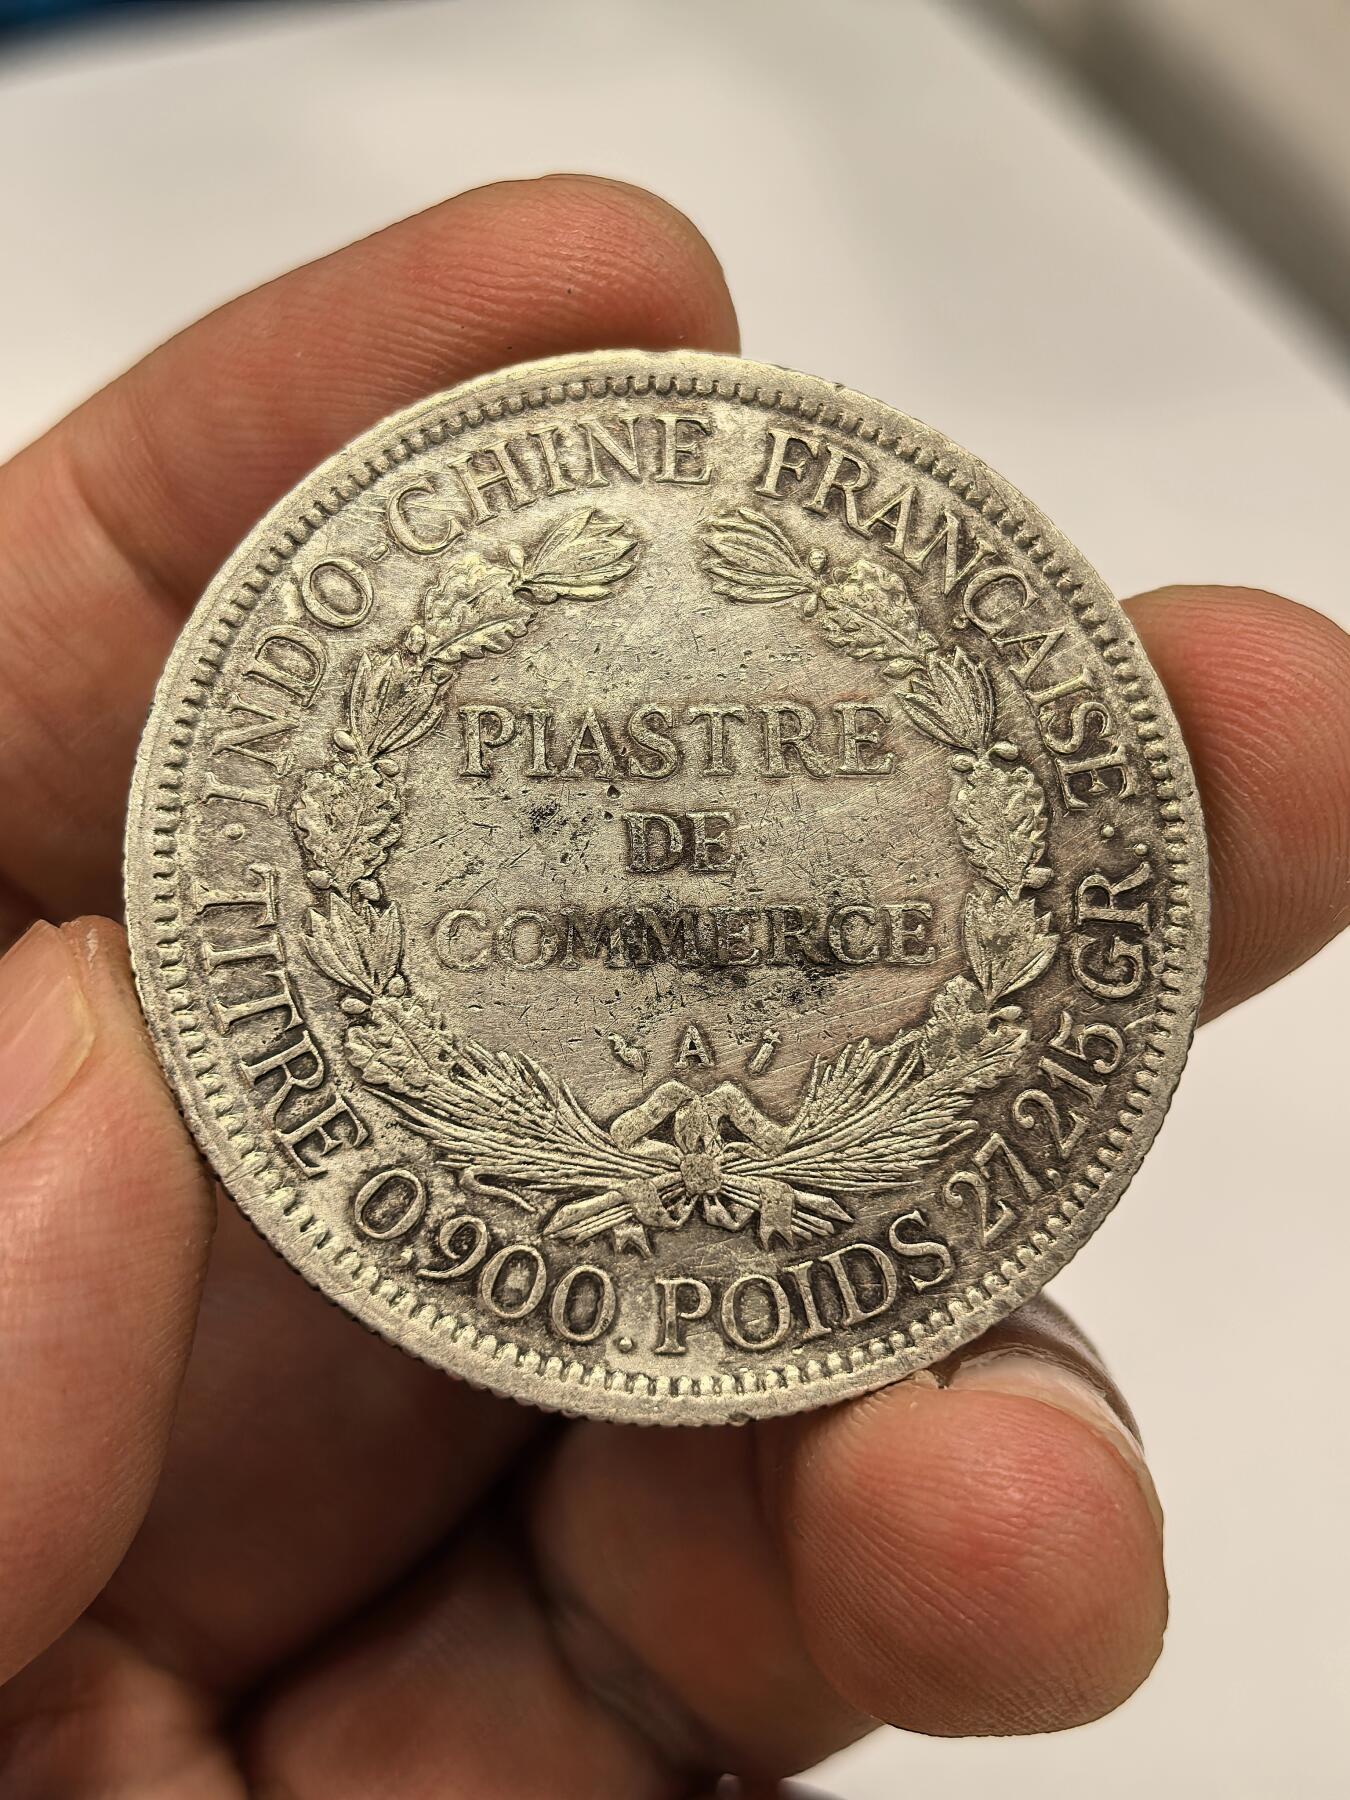 · INDO-CHINE FRANÇAISE ·
PIASTRE
DE
COMMERCE
A
TITRE 0,900. POIDS 27,215 GR.